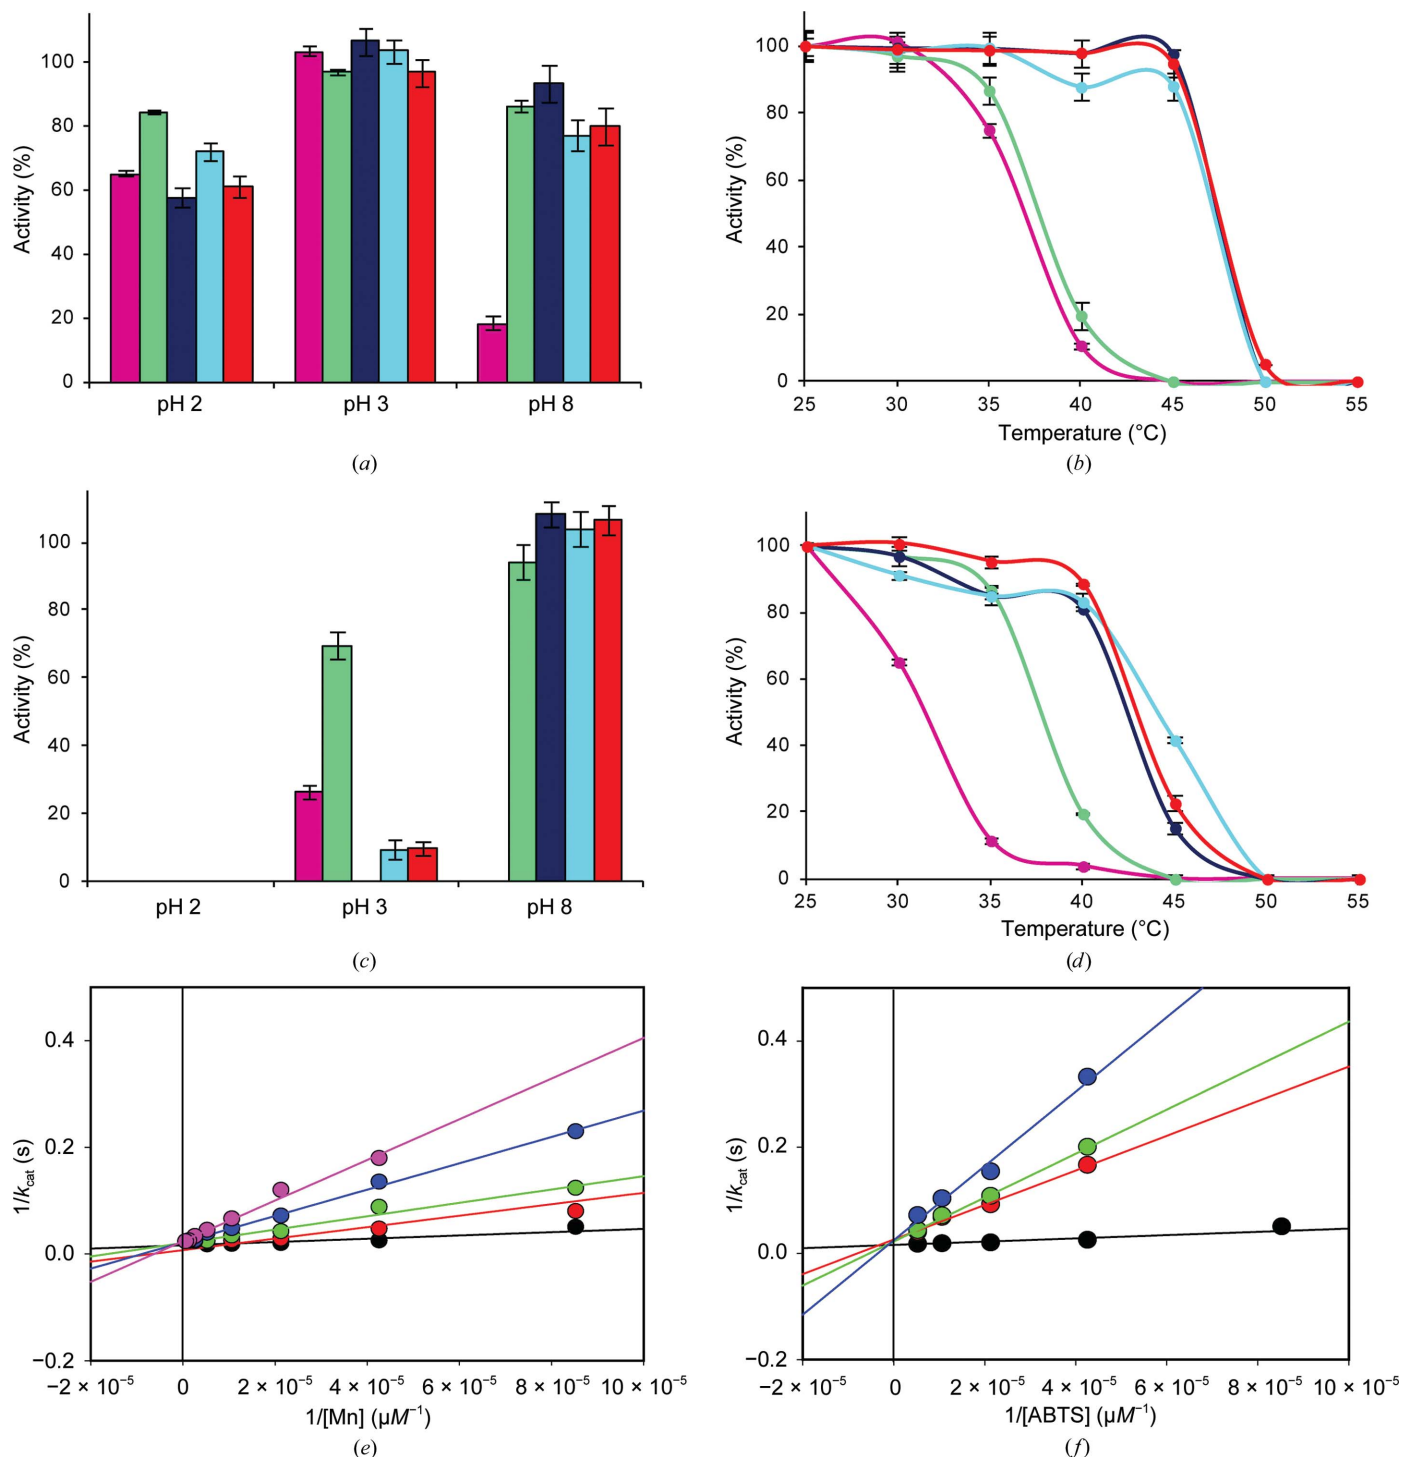 100
80
60
40
20
0
Activity (%)
pH 2 pH 3 pH 8
(a)
100
80
60
40
20
0
Activity (%)
25 30 35 40 45 50 55
Temperature (°C)
(b)
100
80
60
40
20
0
Activity (%)
pH 2 pH 3 pH 8
(c)
100
80
60
40
20
0
Activity (%)
25 30 35 40 45 50 55
Temperature (°C)
(d)
0.4
0.2
0.0
−0.2
1/k_cat (s)
−2 × 10⁻⁵ 0 2 × 10⁻⁵ 4 × 10⁻⁵ 6 × 10⁻⁵ 8 × 10⁻⁵ 10 × 10⁻⁵
1/[Mn] (µM⁻¹)
(e)
0.4
0.2
0.0
−0.2
1/k_cat (s)
−2 × 10⁻⁵ 0 2 × 10⁻⁵ 4 × 10⁻⁵ 6 × 10⁻⁵ 8 × 10⁻⁵ 10 × 10⁻⁵
1/[ABTS] (µM⁻¹)
(f)